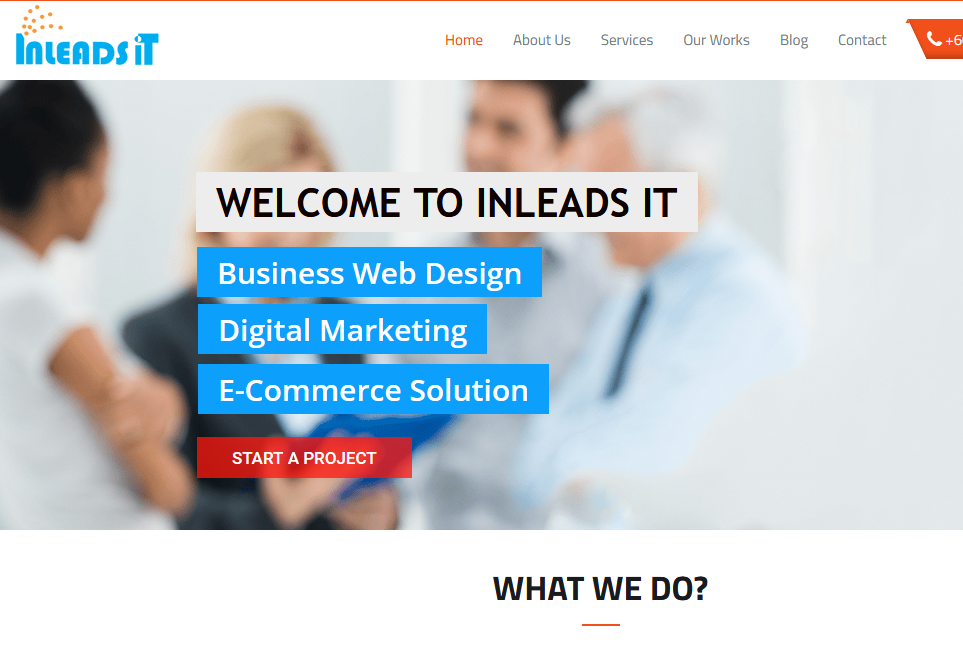 INLEADS iT
Home
About Us
Services
Our Works
Blog
Contact
+6
WELCOME TO INLEADS IT
Business Web Design
Digital Marketing
E-Commerce Solution
START A PROJECT
WHAT WE DO?